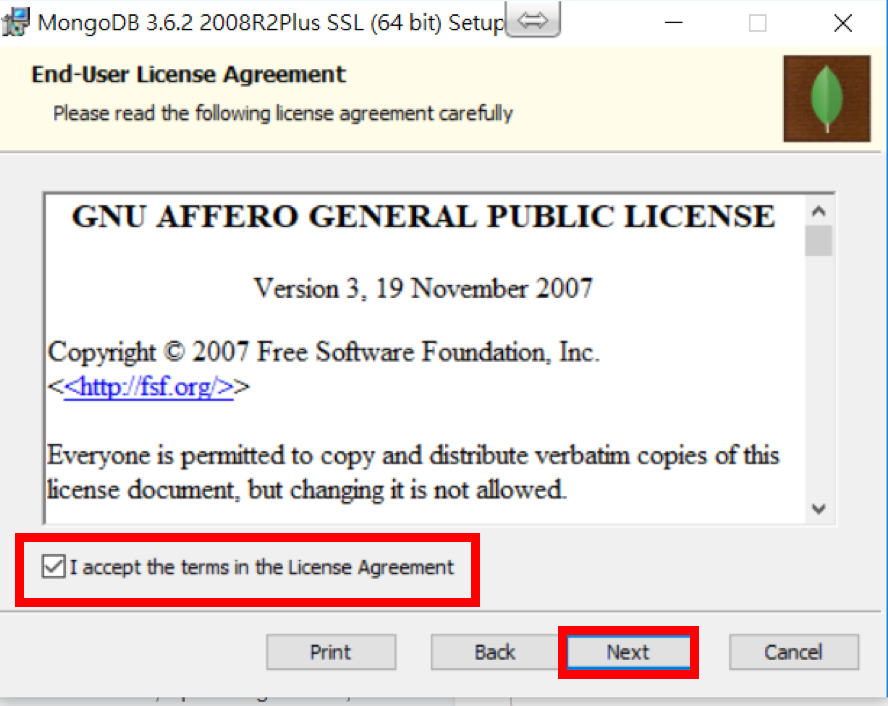 MongoDB 3.6.2 2008R2Plus SSL (64 bit) Setup
End-User License Agreement
Please read the following license agreement carefully
GNU AFFERO GENERAL PUBLIC LICENSE
Version 3, 19 November 2007
Copyright © 2007 Free Software Foundation, Inc.
<<http://fsf.org/>>
Everyone is permitted to copy and distribute verbatim copies of this
license document, but changing it is not allowed.
I accept the terms in the License Agreement
Print Back Next Cancel